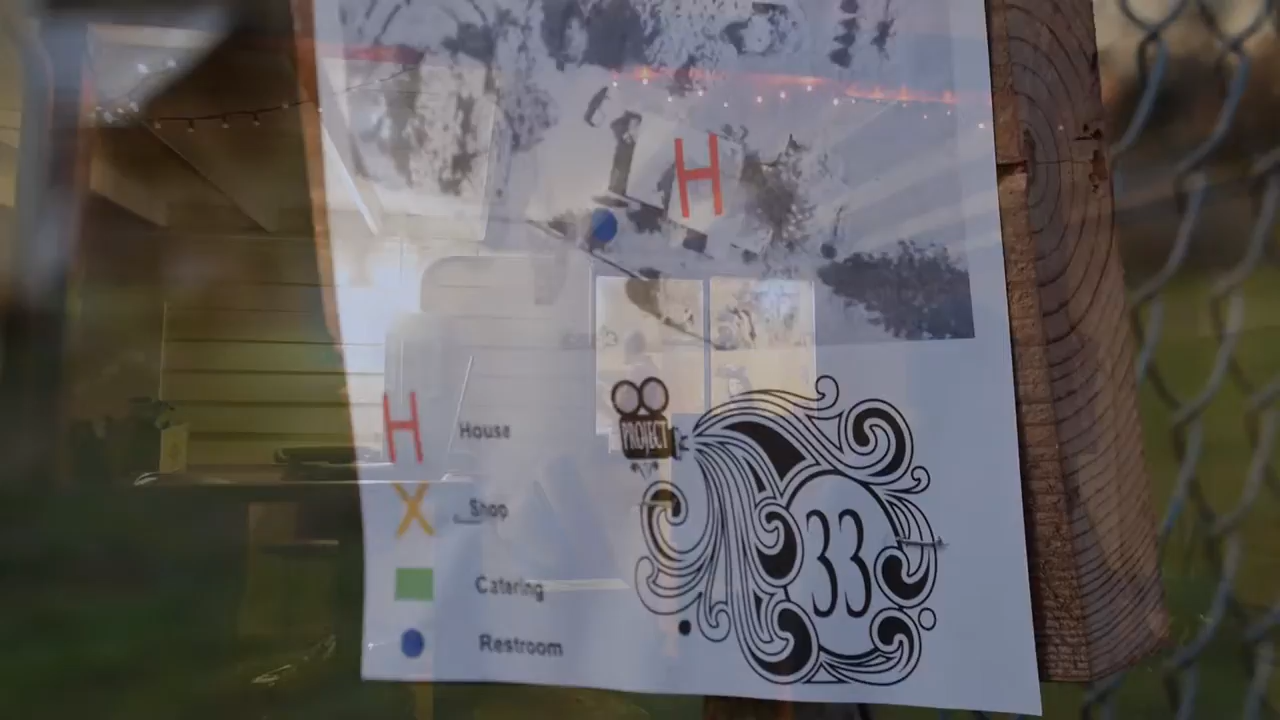 H
H House
PROJECT
X Shop
33
Catering
Restroom